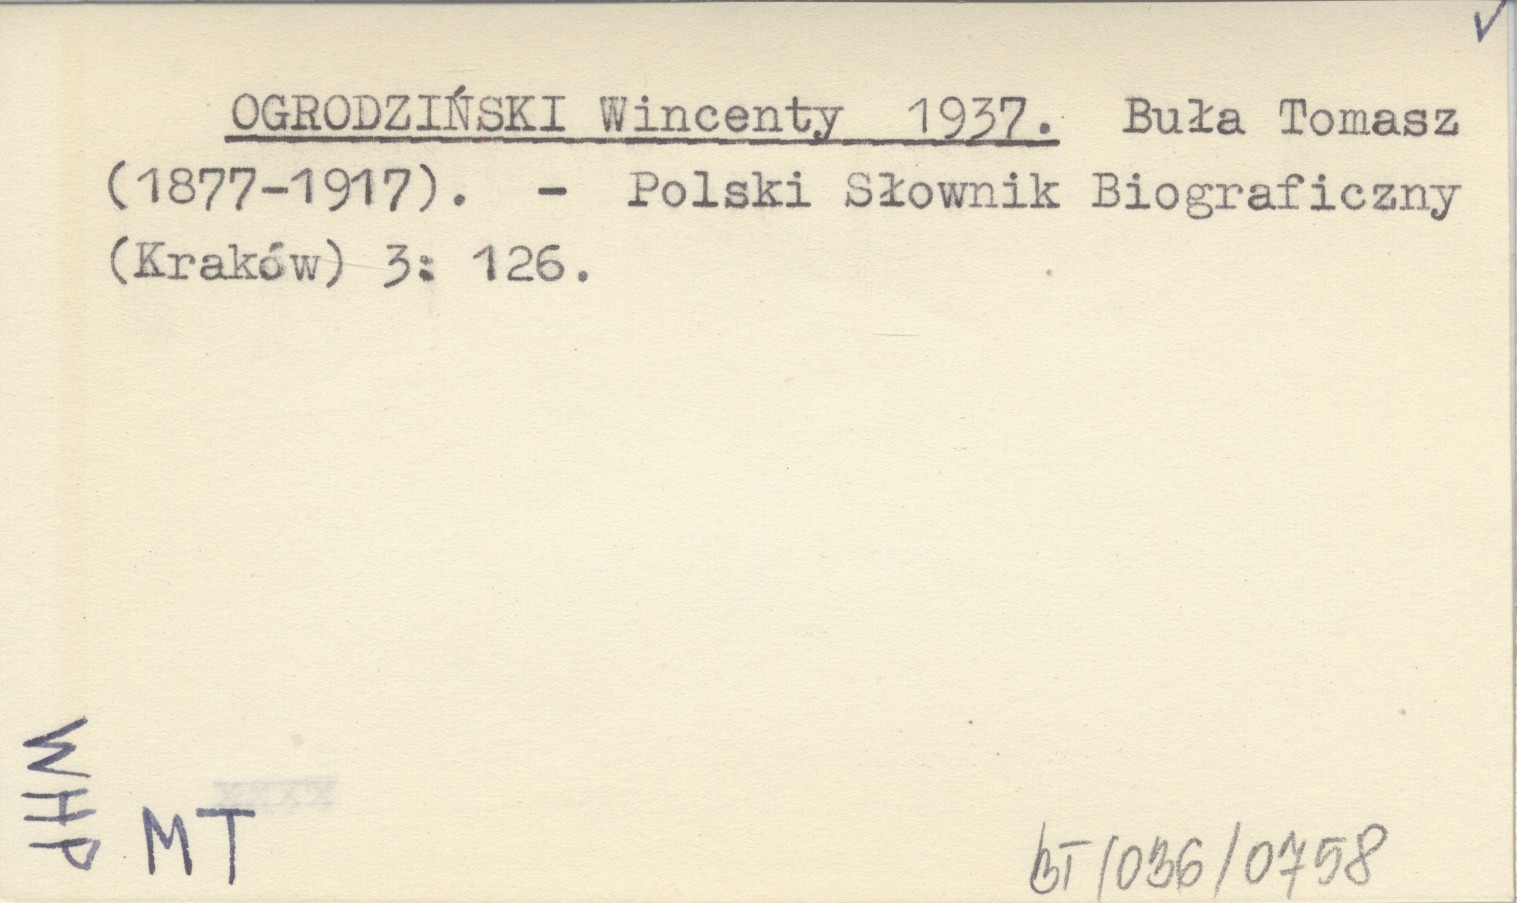 OGRODZIŃSKI Wincenty 1937. Buła Tomasz
(1877-1917). - Polski Słownik Biograficzny
(Kraków) 3: 126.
WHP
MT
BT/036/0758